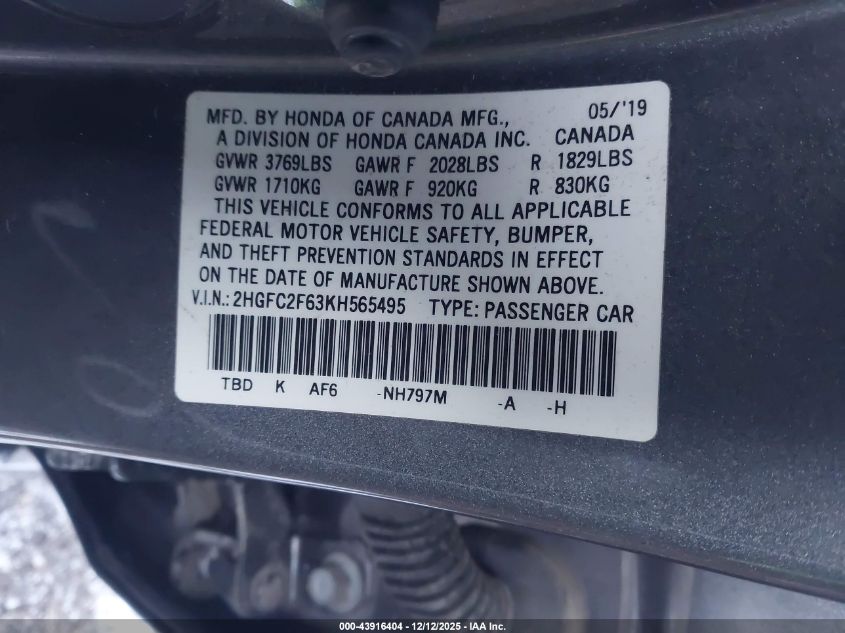 MFD. BY HONDA OF CANADA MFG., 05/'19
A DIVISION OF HONDA CANADA INC. CANADA
GVWR 3769LBS GAWR F 2028LBS R 1829LBS
GVWR 1710KG GAWR F 920KG R 830KG
THIS VEHICLE CONFORMS TO ALL APPLICABLE
FEDERAL MOTOR VEHICLE SAFETY, BUMPER,
AND THEFT PREVENTION STANDARDS IN EFFECT
ON THE DATE OF MANUFACTURE SHOWN ABOVE.
V.I.N.: 2HGFC2F63KH565495 TYPE: PASSENGER CAR
TBD K AF6 -NH797M -A -H
000-43916404 - 12/12/2025 - IAA Inc.